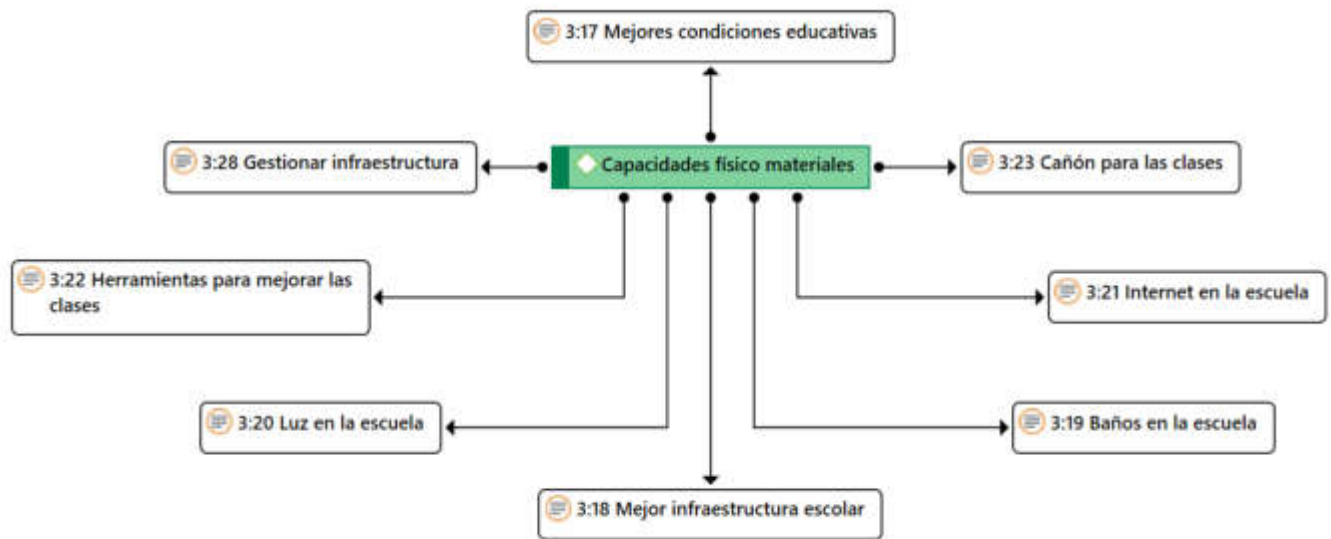 3:17 Mejores condiciones educativas
3:28 Gestionar infraestructura
Capacidades físico materiales
3:23 Cañón para las clases
3:22 Herramientas para mejorar las
clases
3:21 Internet en la escuela
3:20 Luz en la escuela
3:19 Baños en la escuela
3:18 Mejor infraestructura escolar